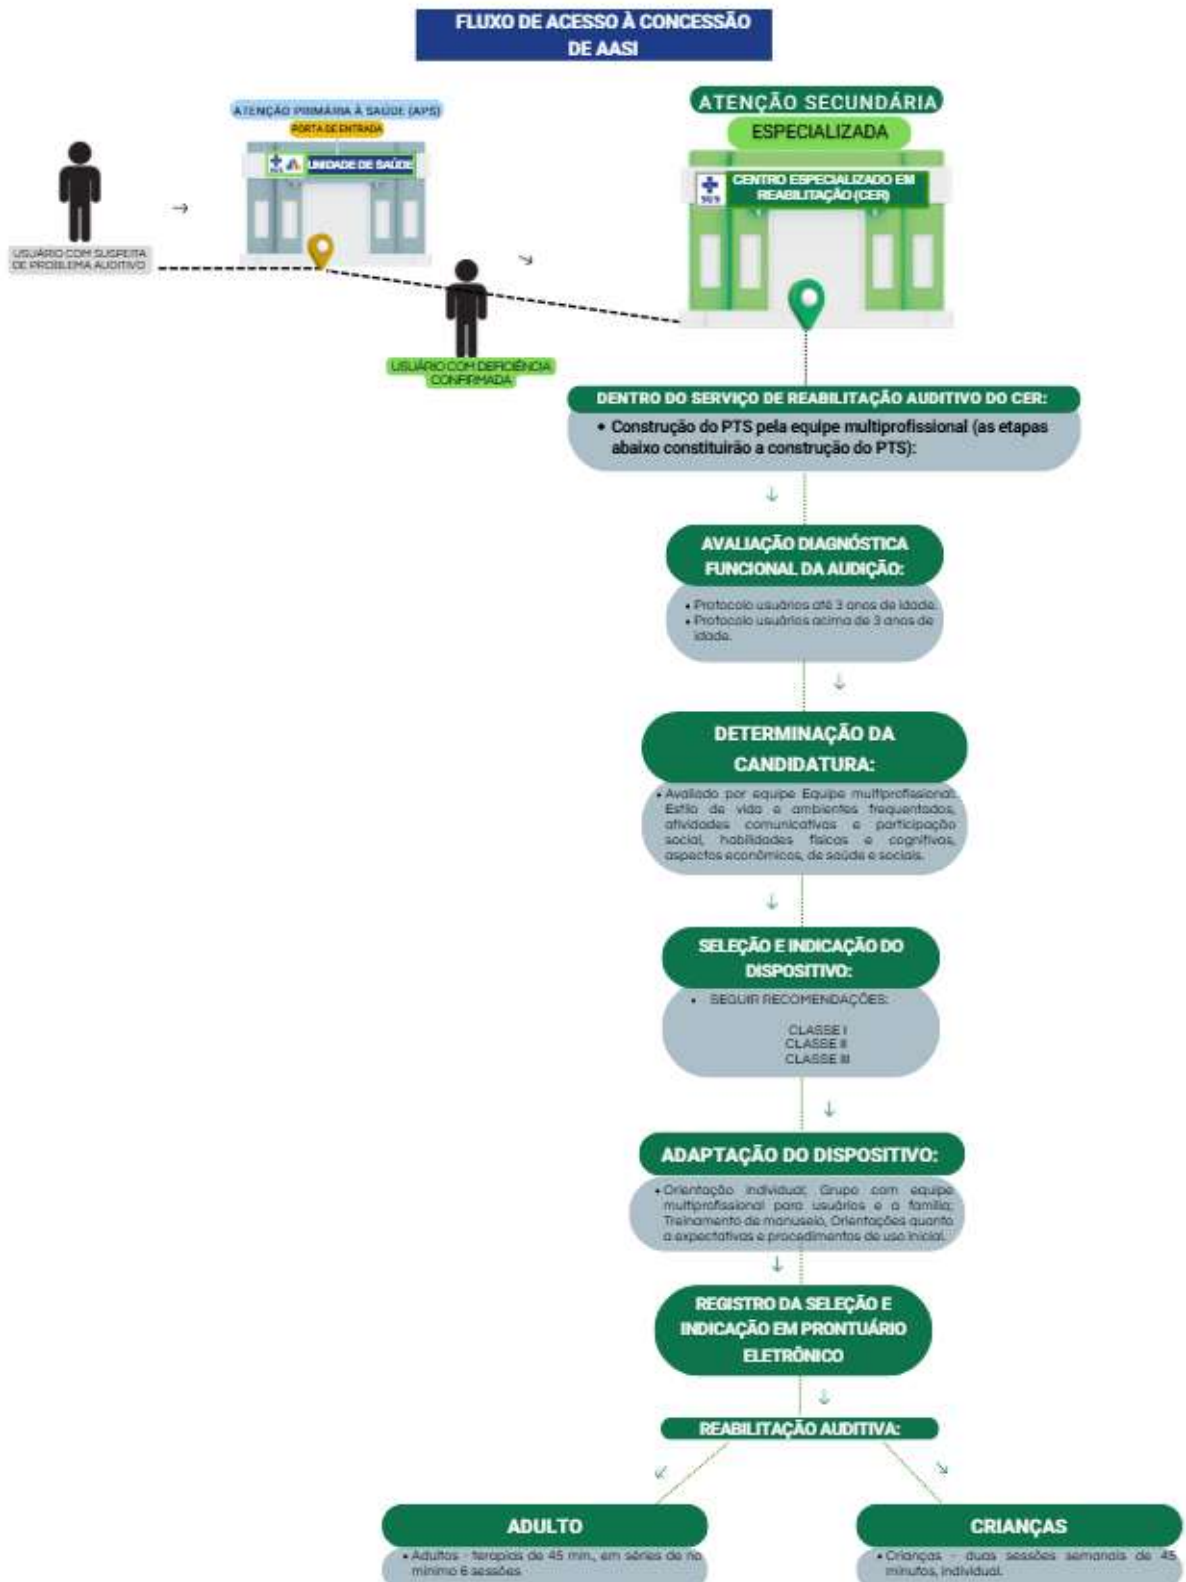 FLUXO DE ACESSO À CONCESSÃO
DE AASI
ATENÇÃO PRIMÁRIA À SAÚDE (APS)
PORTA DE ENTRADA
SUS
UNIDADE DE SAÚDE
USUÁRIO COM SUSPEITA
DE PROBLEMA AUDITIVO
ATENÇÃO SECUNDÁRIA
ESPECIALIZADA
SUS
CENTRO ESPECIALIZADO EM
REABILITAÇÃO (CER)
USUÁRIO COM DEFICIÊNCIA
CONFIRMADA
DENTRO DO SERVIÇO DE REABILITAÇÃO AUDITIVO DO CER:
• Construção do PTS pela equipe multiprofissional (as etapas
abaixo constituirão a construção do PTS):
AVALIAÇÃO DIAGNÓSTICA
FUNCIONAL DA AUDIÇÃO:
• Protocolo usuários até 3 anos de idade.
• Protocolo usuários acima de 3 anos de
idade.
DETERMINAÇÃO DA
CANDIDATURA:
• Avaliado por equipe Equipe multiprofissional:
Estilo de vida e ambientes frequentados,
atividades comunicativas e participação
social, habilidades físicas e cognitivas,
aspectos econômicos, de saúde e sociais.
SELEÇÃO E INDICAÇÃO DO
DISPOSITIVO:
• SEGUIR RECOMENDAÇÕES:
CLASSE I
CLASSE II
CLASSE III
ADAPTAÇÃO DO DISPOSITIVO:
• Orientação individual; Grupo com equipe
multiprofissional para usuários e a família;
Treinamento de manuseio, Orientações quanto
a expectativas e procedimentos de uso inicial.
REGISTRO DA SELEÇÃO E
INDICAÇÃO EM PRONTUÁRIO
ELETRÔNICO
REABILITAÇÃO AUDITIVA:
ADULTO
• Adultos - terapias de 45 min., em séries de no
mínimo 6 sessões
CRIANÇAS
• Crianças - duas sessões semanais de 45
minutos, individual.